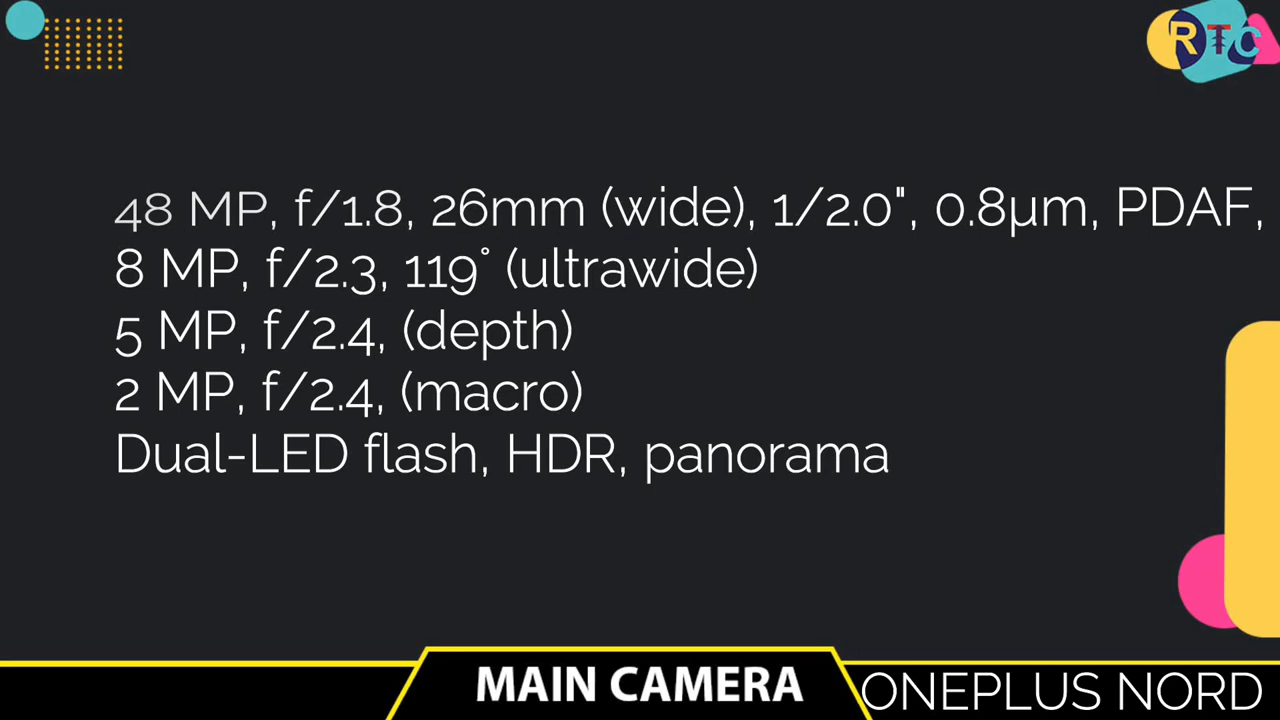 RTC
48 MP, f/1.8, 26mm (wide), 1/2.0", 0.8µm, PDAF,
8 MP, f/2.3, 119˚ (ultrawide)
5 MP, f/2.4, (depth)
2 MP, f/2.4, (macro)
Dual-LED flash, HDR, panorama
MAIN CAMERA
ONEPLUS NORD